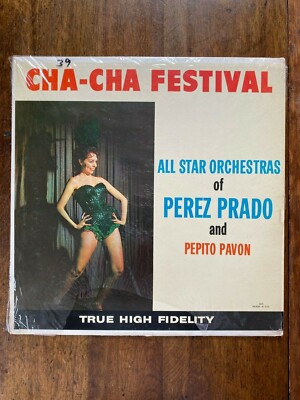 39
CHA-CHA FESTIVAL
ALL STAR ORCHESTRAS
of
PEREZ PRADO
and
PEPITO PAVON
TRUE HIGH FIDELITY